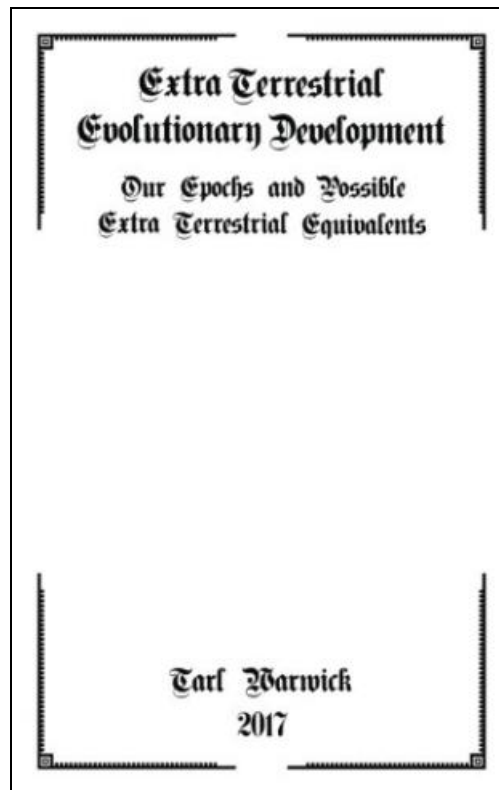 Extra Terrestrial
Evolutionary Development
Our Epochs and Possible
Extra Terrestrial Equivalents
Tarl Warwick
2017